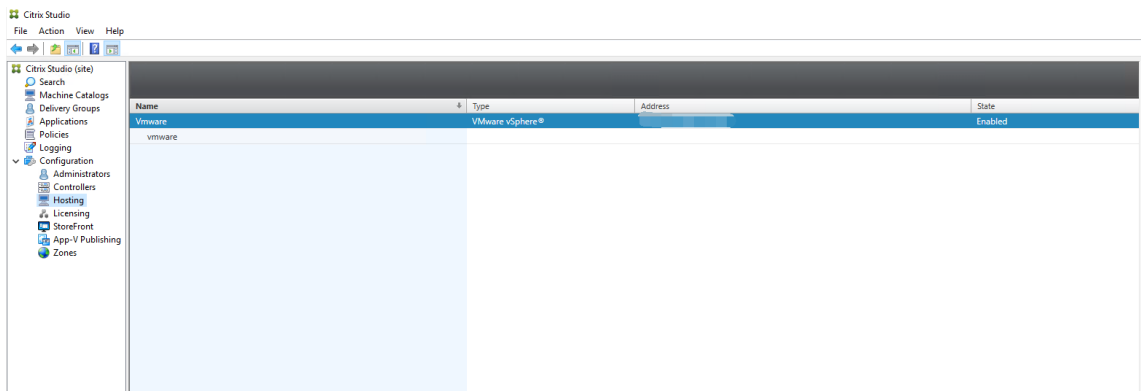 Citrix Studio
File Action View Help
Citrix Studio (site)
Search
Machine Catalogs
Delivery Groups
Applications
Policies
Logging
Configuration
Administrators
Controllers
Hosting
Licensing
StoreFront
App-V Publishing
Zones
Name Type Address State
Vmware VMware vSphere® Enabled
vmware